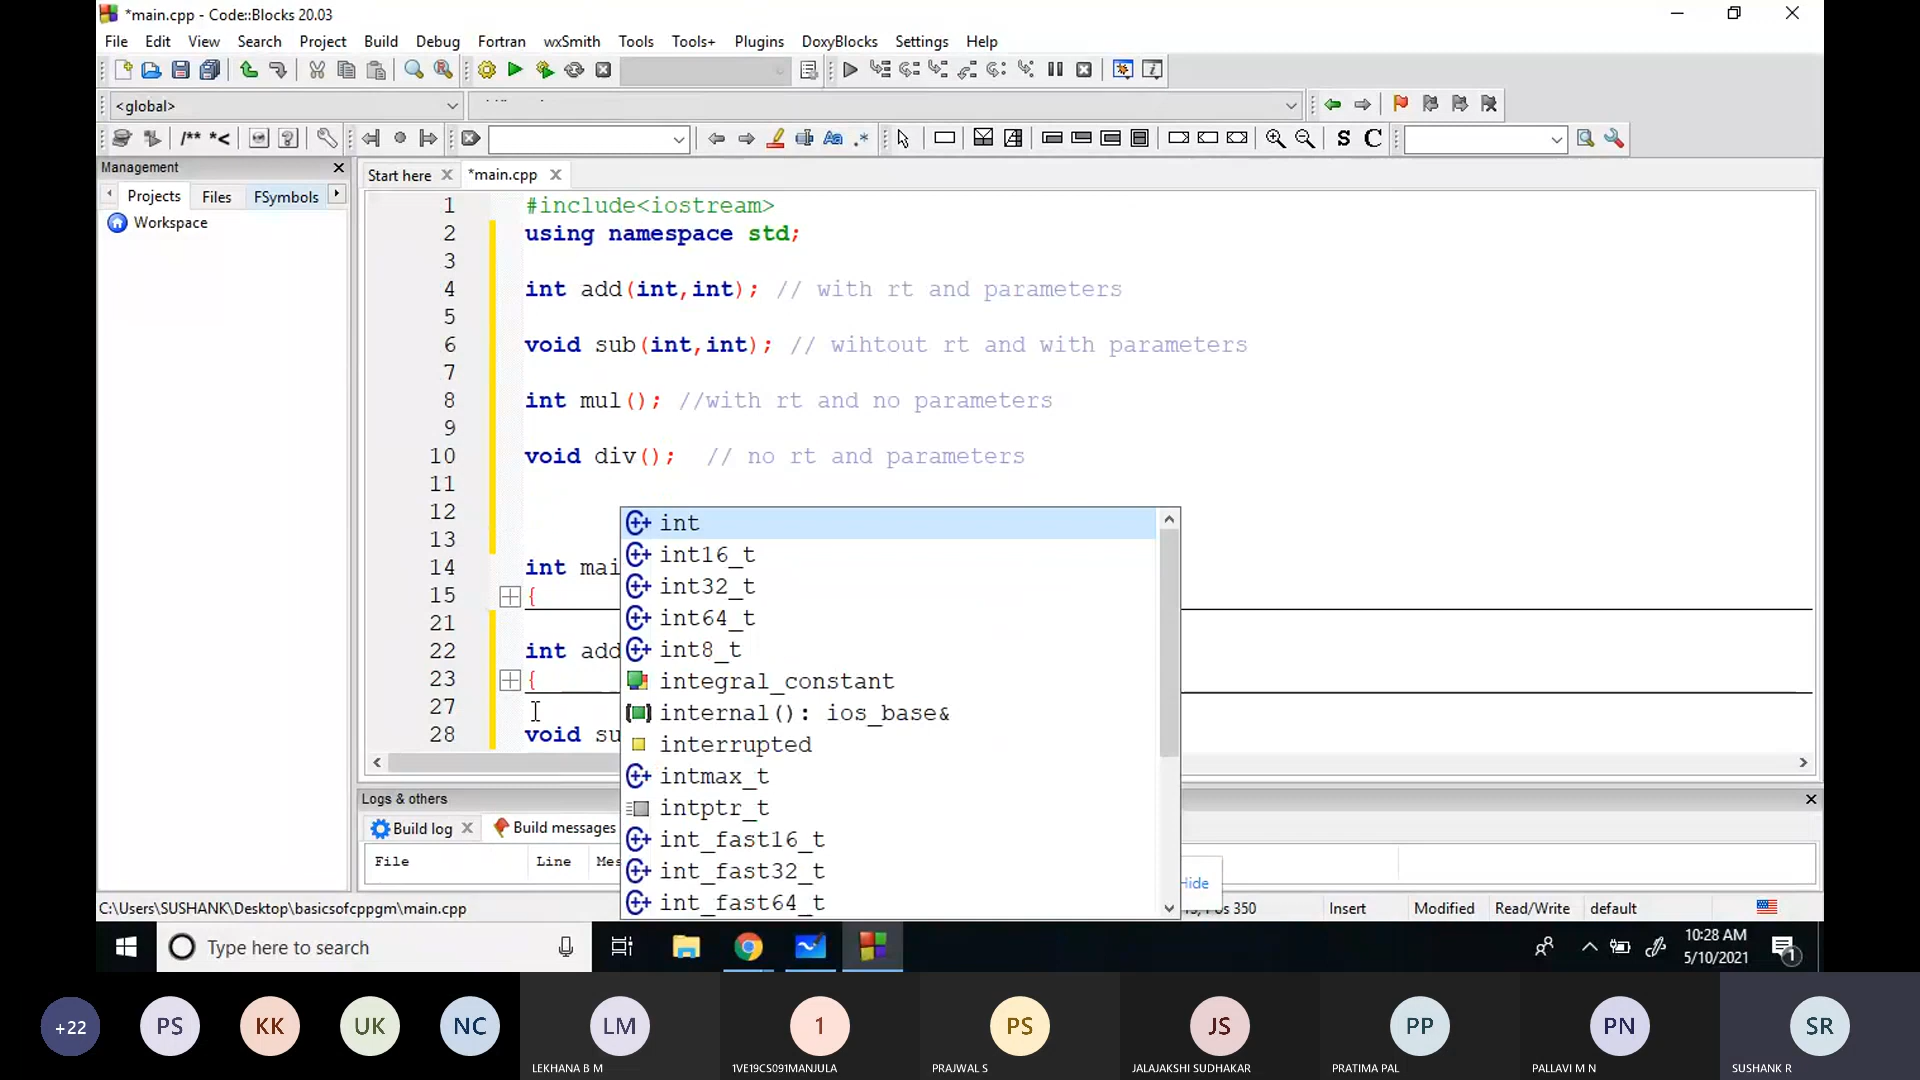 *main.cpp - Code::Blocks 20.03
File Edit View Search Project Build Debug Fortran wxSmith Tools Tools+ Plugins DoxyBlocks Settings Help
<global>
/** *< Aa .* S C
Management
Start here *main.cpp
Projects Files FSymbols
Workspace
1 #include<iostream>
2 using namespace std;
3
4 int add(int,int); // with rt and parameters
5
6 void sub(int,int); // wihtout rt and with parameters
7
8 int mul(); //with rt and no parameters
9
10 void div(); // no rt and parameters
11
12
13
14 int mai
15 {
21
22 int add
23 {
27
28 void su
int
int16_t
int32_t
int64_t
int8_t
integral_constant
internal(): ios_base&
interrupted
intmax_t
intptr_t
int_fast16_t
int_fast32_t
int_fast64_t
Logs & others
Build log Build messages
File Line Mes
Hide
C:\Users\SUSHANK\Desktop\basicsofcppgm\main.cpp Pos 350 Insert Modified Read/Write default
Type here to search
10:28 AM
5/10/2021
1
+22 PS KK UK NC LM 1 PS JS PP PN SR
LEKHANA B M 1VE19CS091MANJULA PRAJWAL S JALAJAKSHI SUDHAKAR PRATIMA PAL PALLAVI M N SUSHANK R